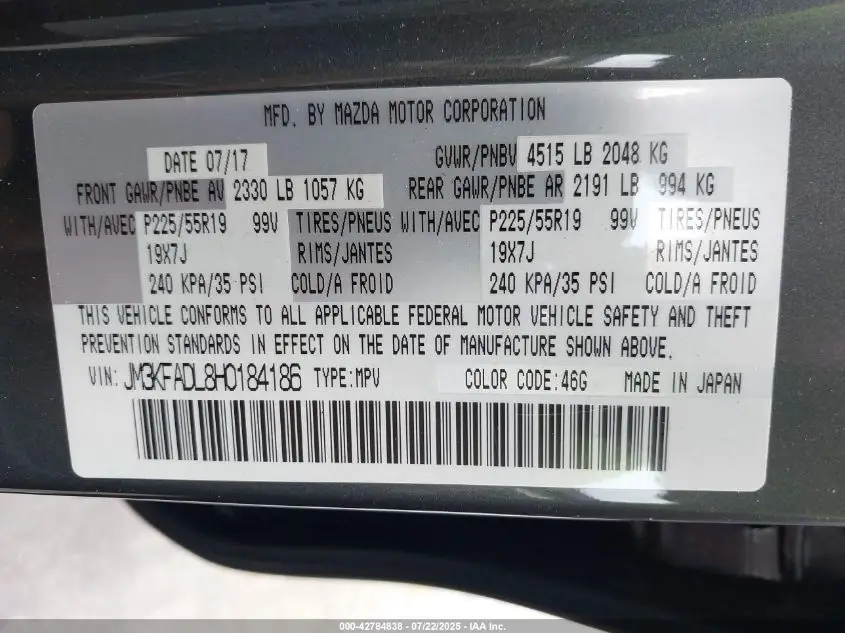 MFD. BY MAZDA MOTOR CORPORATION
DATE 07/17 GVWR/PNBV 4515 LB 2048 KG
FRONT GAWR/PNBE AV 2330 LB 1057 KG REAR GAWR/PNBE AR 2191 LB 994 KG
WITH/AVEC P225/55R19 99V TIRES/PNEUS WITH/AVEC P225/55R19 99V TIRES/PNEUS
19X7J RIMS/JANTES 19X7J RIMS/JANTES
240 KPA/35 PSI COLD/A FROID 240 KPA/35 PSI COLD/A FROID
THIS VEHICLE CONFORMS TO ALL APPLICABLE FEDERAL MOTOR VEHICLE SAFETY AND THEFT
PREVENTION STANDARDS IN EFFECT ON THE DATE OF MANUFACTURE SHOWN ABOVE.
VIN: JM3KFADL8H0184186 TYPE:MPV COLOR CODE:46G MADE IN JAPAN
000-42784838 - 07/22/2025 - IAA Inc.